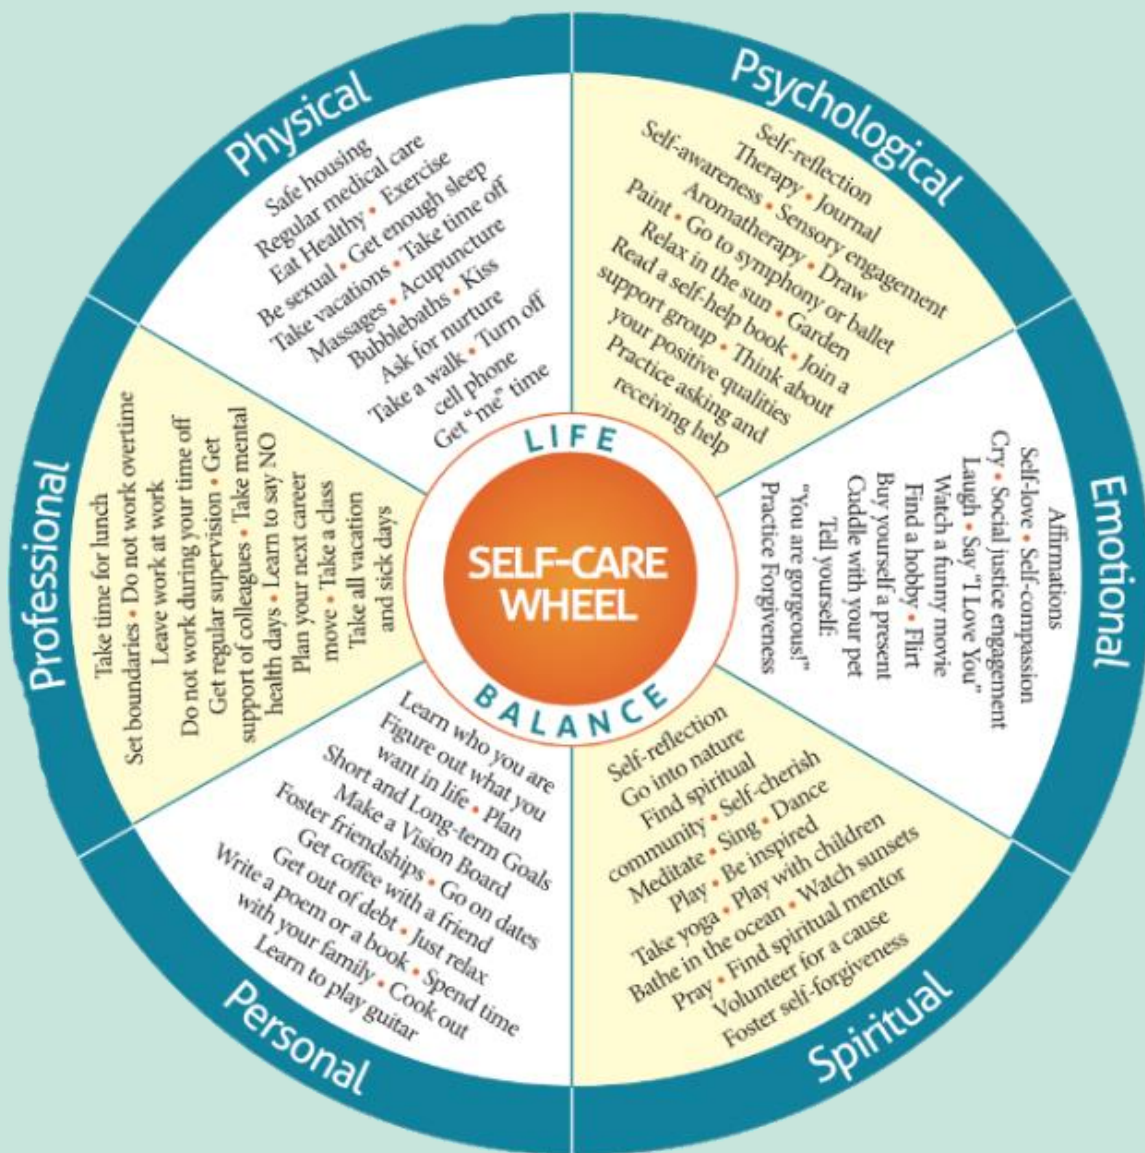 Physical
Safe housing
Regular medical care
Eat Healthy • Exercise
Be sexual • Get enough sleep
Take vacations • Take time off
Massages • Acupuncture
Bubblebaths • Kiss
Ask for nurture
Take a walk • Turn off
cell phone
Get “me” time
Psychological
Self-reflection
Therapy • Journal
Self-awareness • Sensory engagement
Aromatherapy • Draw
Paint • Go to symphony or ballet
Relax in the sun • Garden
Read a self-help book • Join a
support group • Think about
your positive qualities
Practice asking and
receiving help
Emotional
Affirmations
Self-love • Self-compassion
Cry • Social justice engagement
Laugh • Say “I Love You”
Watch a funny movie
Find a hobby • Flirt
Buy yourself a present
Cuddle with your pet
Tell yourself:
“You are gorgeous!”
Practice Forgiveness
Spiritual
Self-reflection
Go into nature
Find spiritual
community • Self-cherish
Meditate • Sing • Dance
Play • Be inspired
Take yoga • Play with children
Bathe in the ocean • Watch sunsets
Pray • Find spiritual mentor
Volunteer for a cause
Foster self-forgiveness
Personal
Learn who you are
Figure out what you
want in life • Plan
Short and Long-term Goals
Make a Vision Board
Foster friendships • Go on dates
Get coffee with a friend
Get out of debt • Just relax
Write a poem or a book • Spend time
with your family • Cook out
Learn to play guitar
Professional
Take time for lunch
Set boundaries • Do not work overtime
Leave work at work
Do not work during your time off
Get regular supervision • Get
support of colleagues • Take mental
health days • Learn to say NO
Plan your next career
move • Take a class
Take all vacation
and sick days
LIFE
SELF-CARE
WHEEL
BALANCE